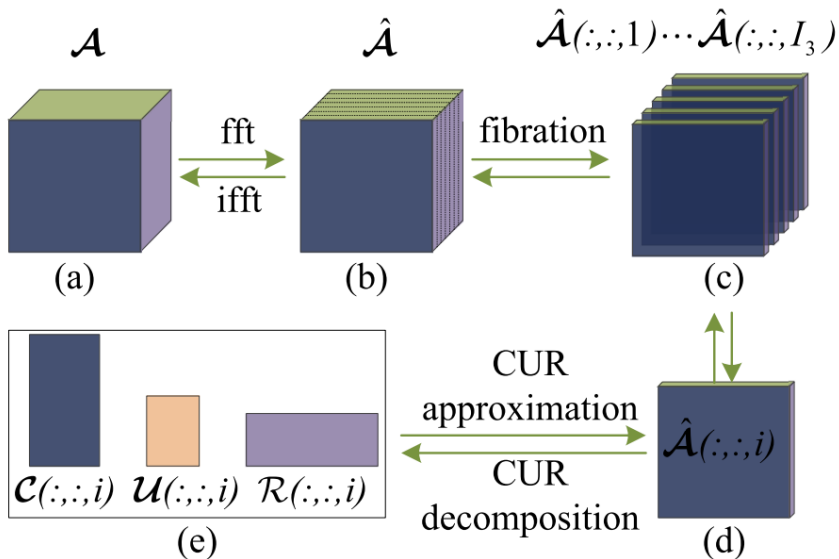 𝓐
𝓐̂
𝓐̂(:,:,1)⋯𝓐̂(:,:,I₃)
fft
ifft
fibration
(a)
(b)
(c)
CUR
approximation
CUR
decomposition
𝓐̂(:,:,i)
𝓒(:,:,i)
𝓤(:,:,i)
ℛ(:,:,i)
(e)
(d)